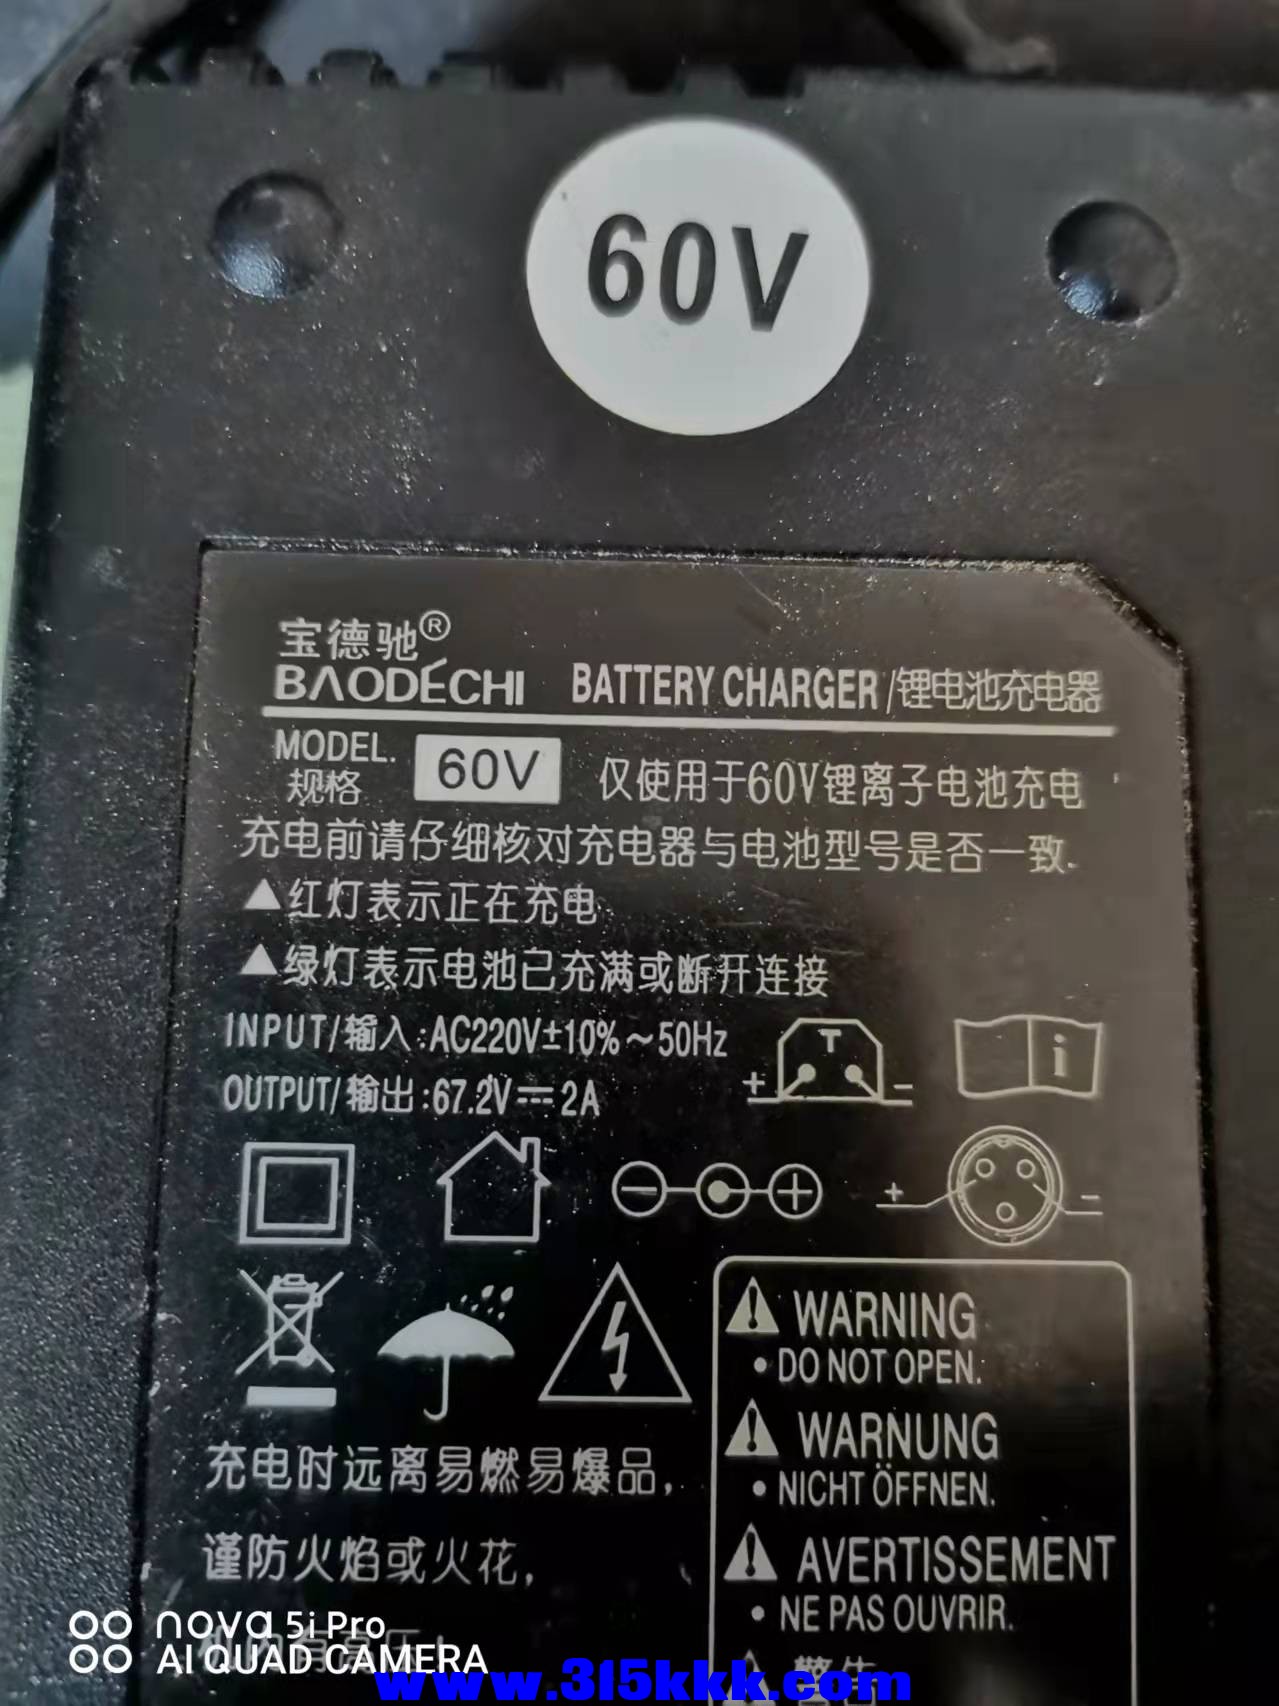 60V
宝德驰®
BAODECHI BATTERY CHARGER/锂电池充电器
MODEL. 60V 仅使用于60V锂离子电池充电
规格
充电前请仔细核对充电器与电池型号是否一致.
▲红灯表示正在充电
▲绿灯表示电池已充满或断开连接
INPUT/输入:AC220V±10%~50Hz
OUTPUT/输出:67.2V⎓2A
T
+ −
i
− +
+ −
WARNING
• DO NOT OPEN.
WARNUNG
• NICHT ÖFFNEN.
AVERTISSEMENT
• NE PAS OUVRIR.
警告
充电时远离易燃易爆品,
谨防火焰或火花,
nova 5i Pro
AI QUAD CAMERA
www.315kkk.com